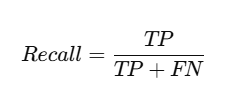 Recall = TP / TP + FN